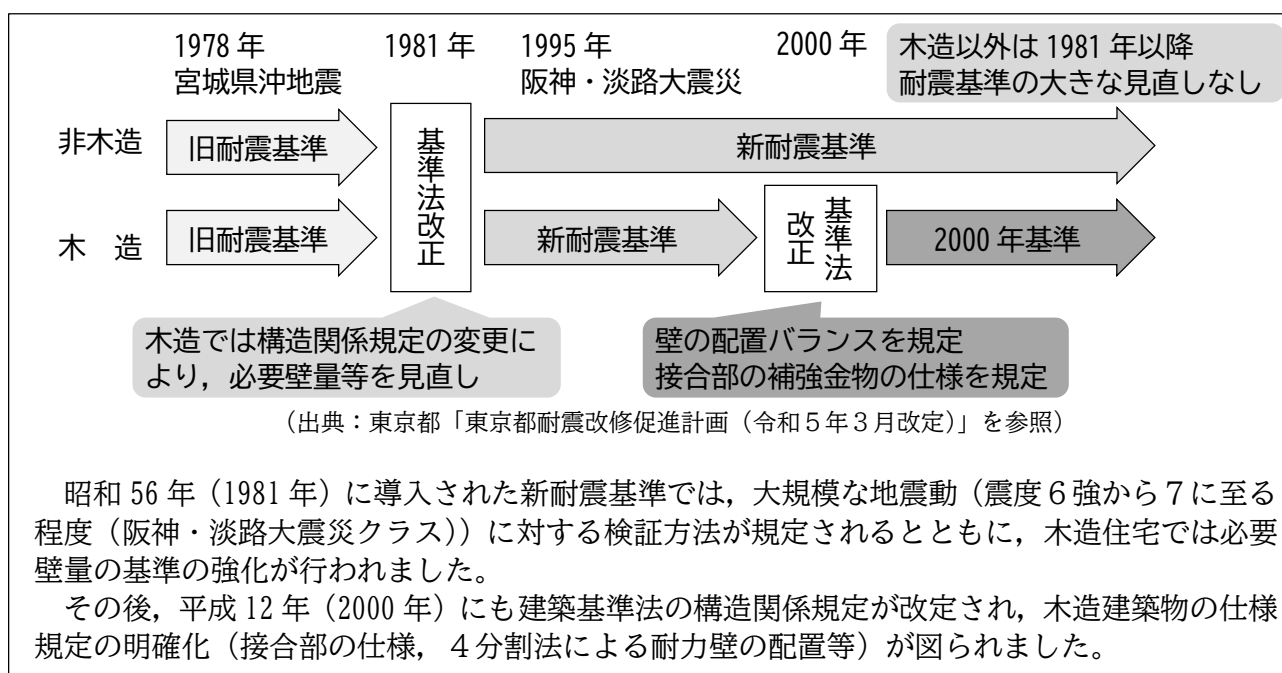 1978 年
宮城県沖地震
1981 年
1995 年
阪神・淡路大震災
2000 年
木造以外は 1981 年以降
耐震基準の大きな見直しなし
非木造
旧耐震基準
基準法改正
新耐震基準
木　造
旧耐震基準
新耐震基準
基準法
改正
2000 年基準
木造では構造関係規定の変更に
より，必要壁量等を見直し
壁の配置バランスを規定
接合部の補強金物の仕様を規定
（出典：東京都「東京都耐震改修促進計画（令和５年３月改定）」を参照）
昭和 56 年（1981 年）に導入された新耐震基準では，大規模な地震動（震度６強から７に至る
程度（阪神・淡路大震災クラス））に対する検証方法が規定されるとともに，木造住宅では必要
壁量の基準の強化が行われました。
その後，平成 12 年（2000 年）にも建築基準法の構造関係規定が改定され，木造建築物の仕様
規定の明確化（接合部の仕様，４分割法による耐力壁の配置等）が図られました。